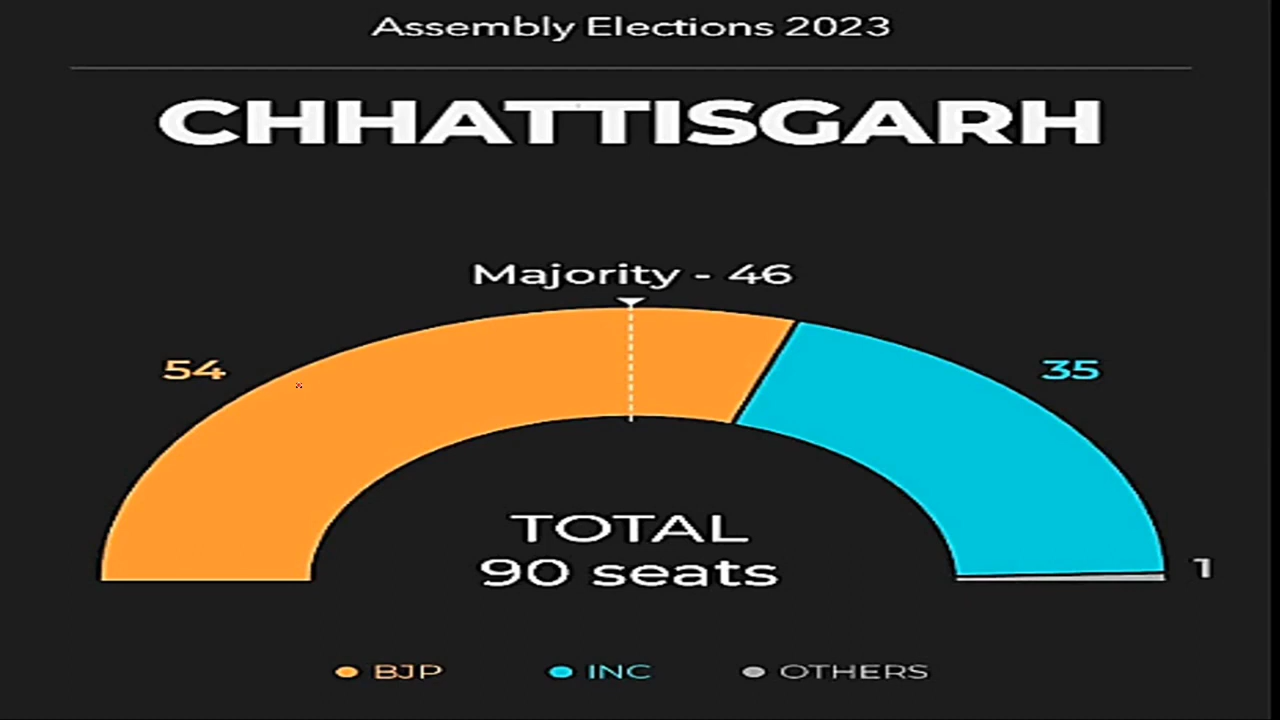 Assembly Elections 2023
CHHATTISGARH
Majority - 46
54
35
TOTAL
90 seats
1
BJP INC OTHERS